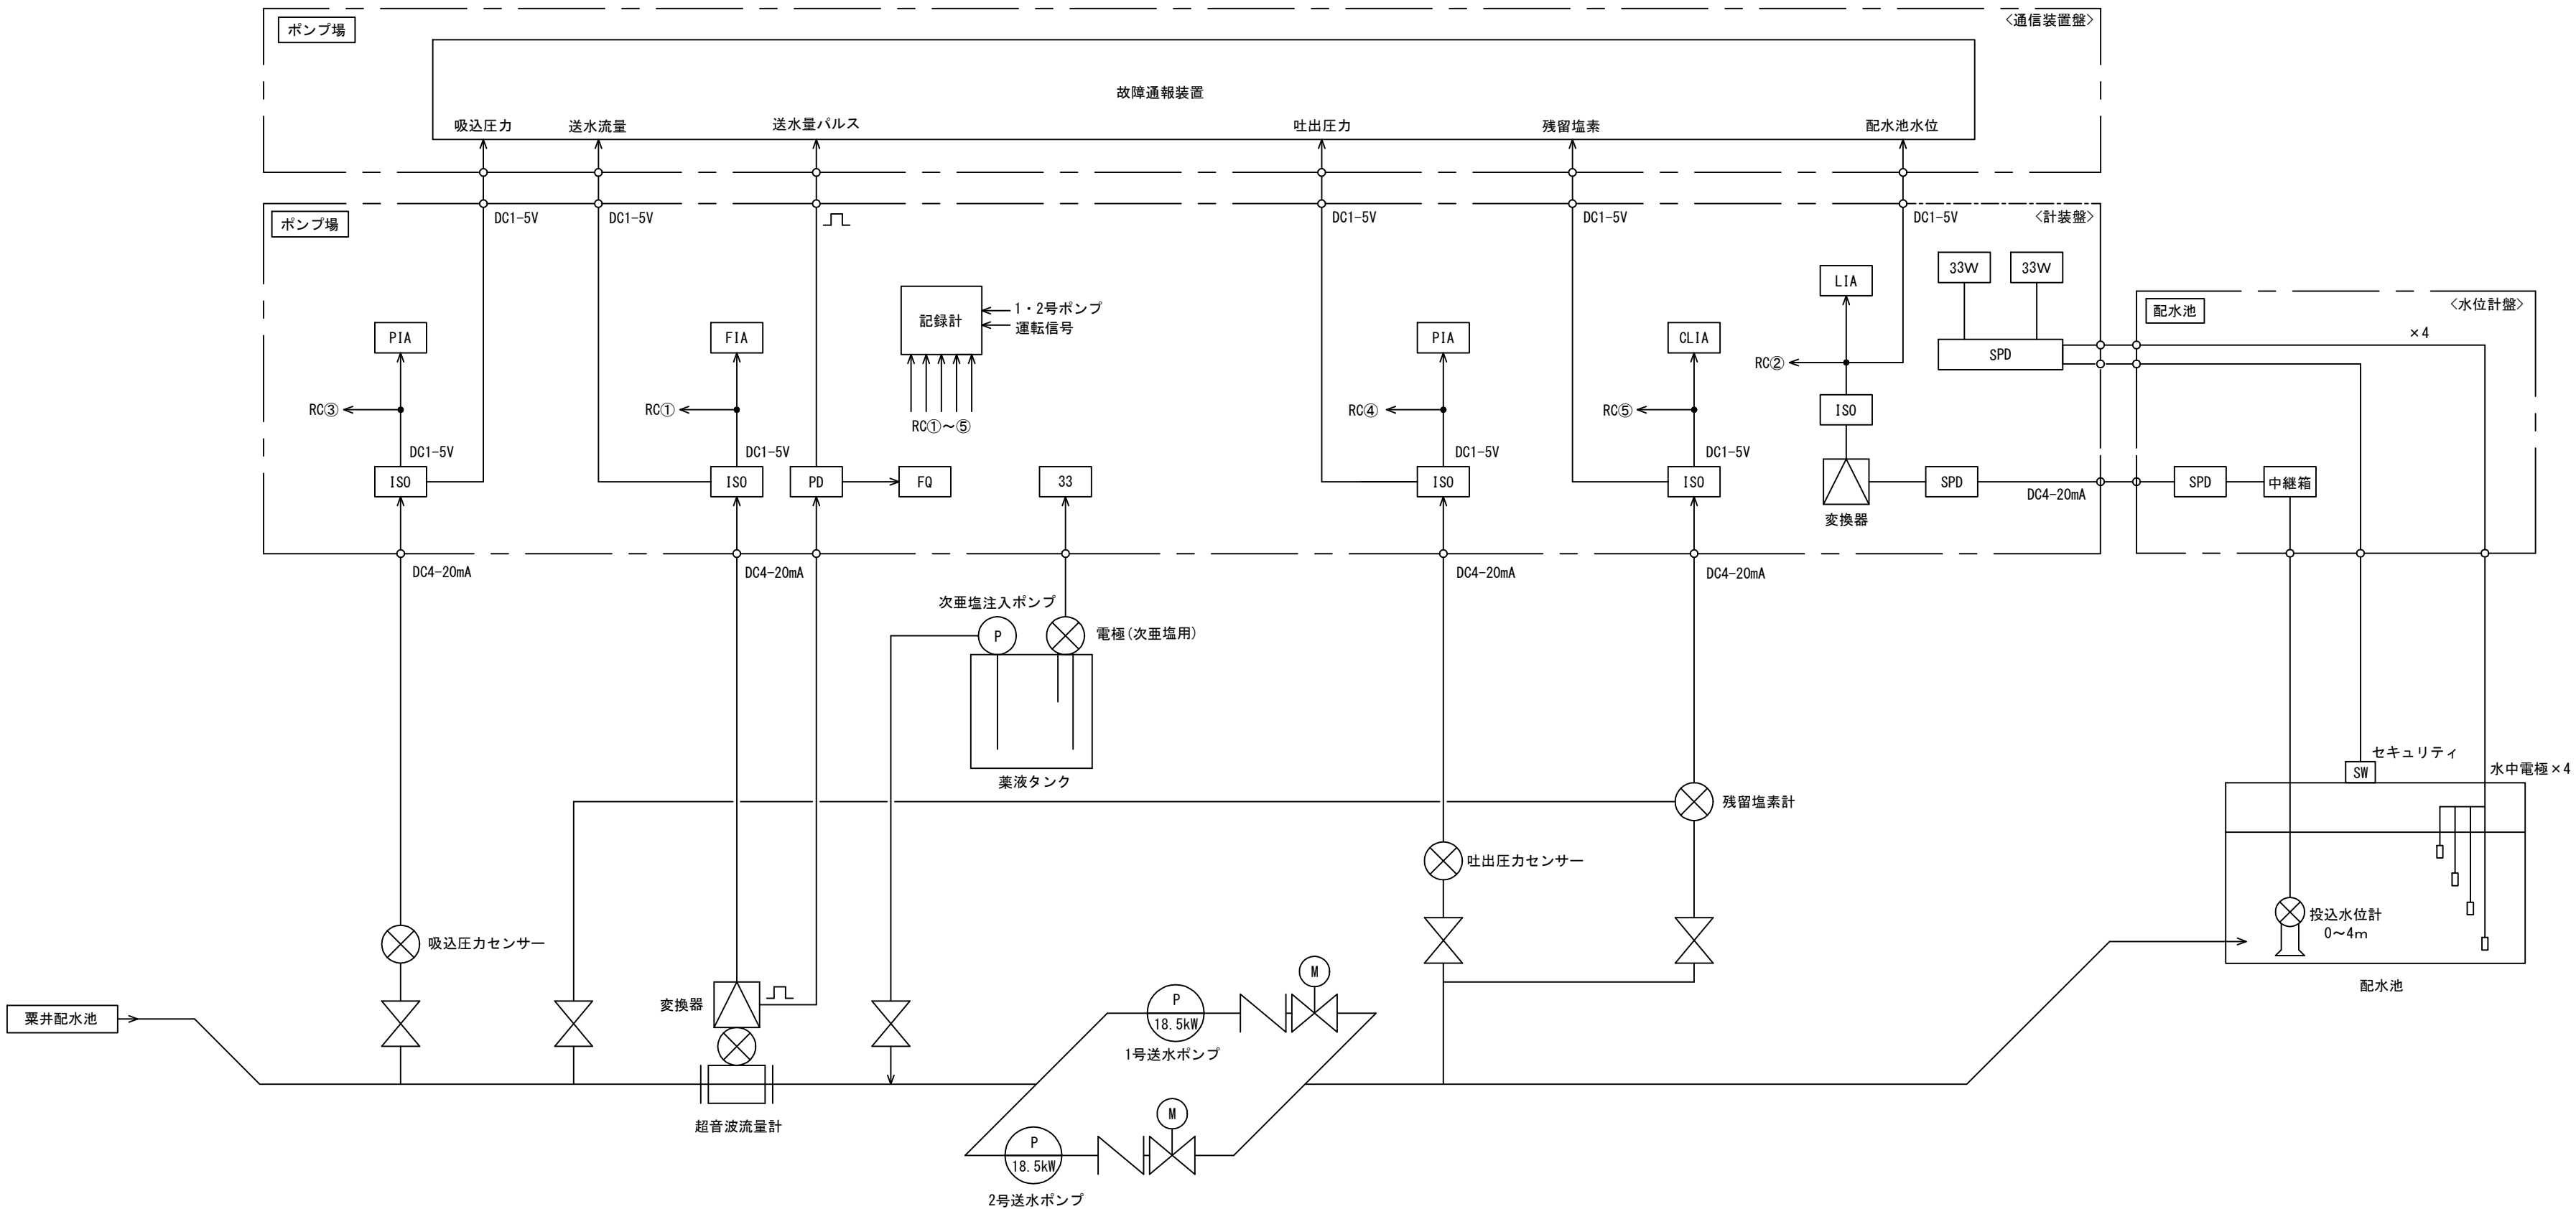 ポンプ場
<通信装置盤>
故障通報装置
吸込圧力
送水流量
送水量パルス
吐出圧力
残留塩素
配水池水位
ポンプ場
DC1-5V
DC1-5V
DC1-5V
DC1-5V
DC1-5V
<計装盤>
33W
33W
LIA
記録計
1・2号ポンプ
運転信号
配水池
<水位計盤>
×4
PIA
FIA
PIA
CLIA
SPD
RC②
RC③
RC①
RC①～⑤
RC④
RC⑤
ISO
DC1-5V
DC1-5V
DC1-5V
DC1-5V
ISO
ISO
PD
FQ
33
ISO
ISO
変換器
SPD
DC4-20mA
SPD
中継箱
DC4-20mA
DC4-20mA
DC4-20mA
DC4-20mA
次亜塩注入ポンプ
P
電極(次亜塩用)
薬液タンク
セキュリティ
SW
水中電極×4
残留塩素計
吐出圧力センサー
吸込圧力センサー
投込水位計
0～4m
配水池
粟井配水池
変換器
超音波流量計
P
18.5kW
1号送水ポンプ
M
P
18.5kW
2号送水ポンプ
M